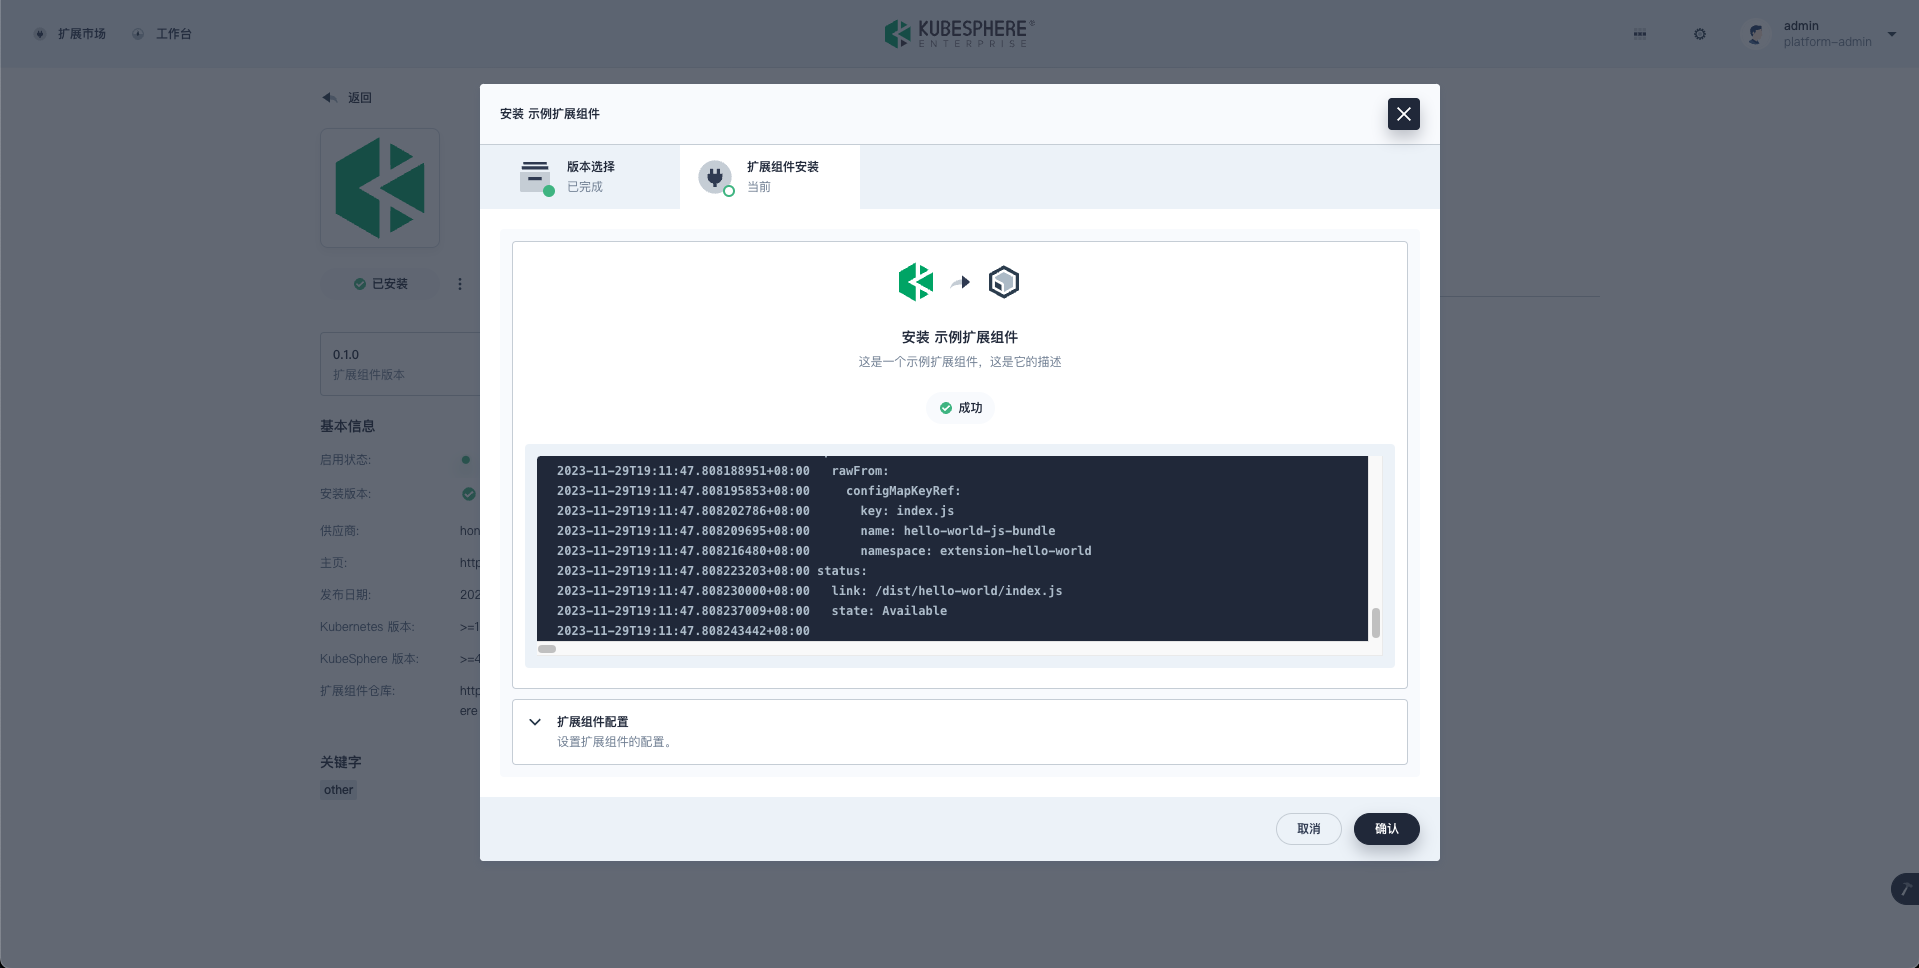 扩展市场
工作台
KUBESPHERE®
ENTERPRISE
admin
platform-admin
返回
已安装
0.1.0
扩展组件版本
基本信息
启用状态:
安装版本:
供应商: hon
主页: http
发布日期: 202
Kubernetes 版本: >=1
KubeSphere 版本: >=4
扩展组件仓库: http
ere
关键字
other
安装 示例扩展组件
版本选择
已完成
扩展组件安装
当前
安装 示例扩展组件
这是一个示例扩展组件，这是它的描述
成功
2023-11-29T19:11:47.808188951+08:00   rawFrom:
2023-11-29T19:11:47.808195853+08:00     configMapKeyRef:
2023-11-29T19:11:47.808202786+08:00       key: index.js
2023-11-29T19:11:47.808209695+08:00       name: hello-world-js-bundle
2023-11-29T19:11:47.808216480+08:00       namespace: extension-hello-world
2023-11-29T19:11:47.808223203+08:00 status:
2023-11-29T19:11:47.808230000+08:00   link: /dist/hello-world/index.js
2023-11-29T19:11:47.808237009+08:00   state: Available
2023-11-29T19:11:47.808243442+08:00
扩展组件配置
设置扩展组件的配置。
取消
确认